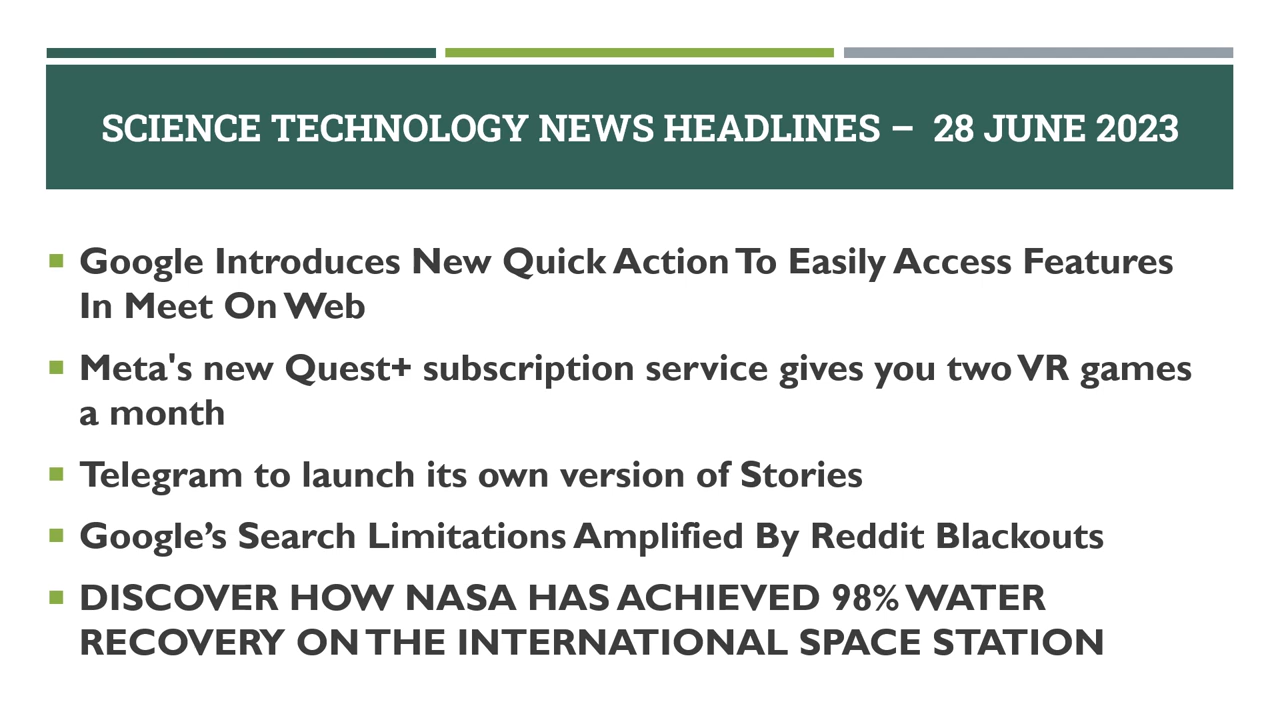 SCIENCE TECHNOLOGY NEWS HEADLINES – 28 JUNE 2023
Google Introduces New Quick Action To Easily Access Features
In Meet On Web
Meta's new Quest+ subscription service gives you two VR games
a month
Telegram to launch its own version of Stories
Google’s Search Limitations Amplified By Reddit Blackouts
DISCOVER HOW NASA HAS ACHIEVED 98% WATER
RECOVERY ON THE INTERNATIONAL SPACE STATION